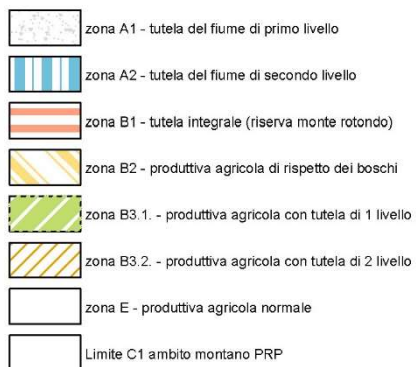 zona A1 - tutela del fiume di primo livello
zona A2 - tutela del fiume di secondo livello
zona B1 - tutela integrale (riserva monte rotondo)
zona B2 - produttiva agricola di rispetto dei boschi
zona B3.1. - produttiva agricola con tutela di 1 livello
zona B3.2. - produttiva agricola con tutela di 2 livello
zona E - produttiva agricola normale
Limite C1 ambito montano PRP